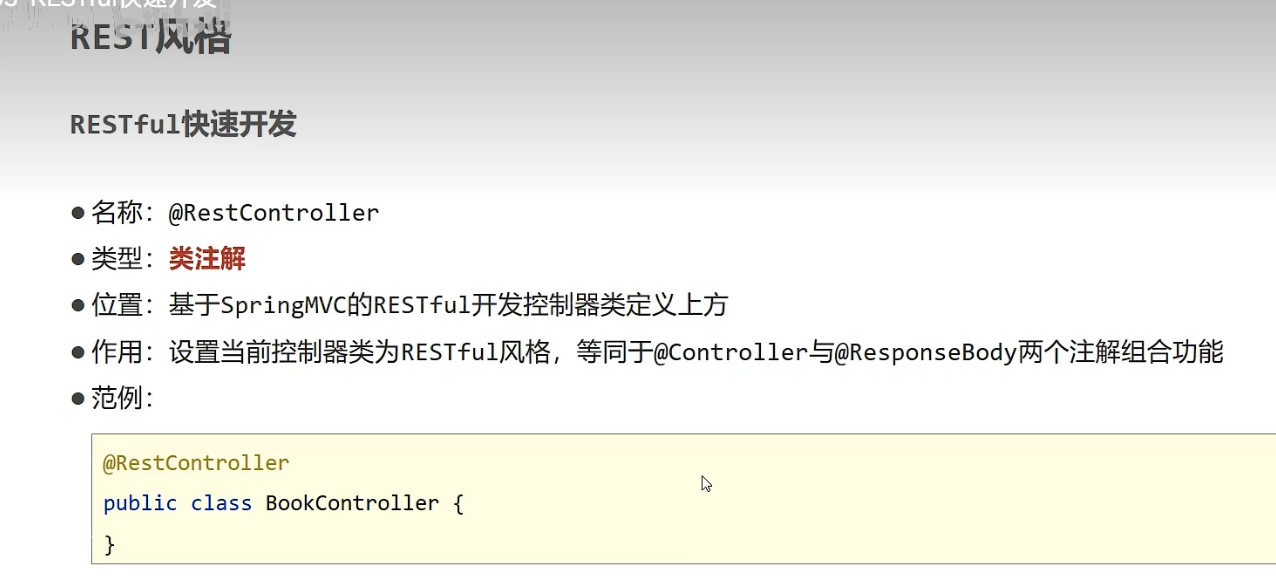 RESTful快速开发
REST风格
RESTful快速开发
● 名称：@RestController
● 类型：类注解
● 位置：基于SpringMVC的RESTful开发控制器类定义上方
● 作用：设置当前控制器类为RESTful风格，等同于@Controller与@ResponseBody两个注解组合功能
● 范例：
@RestController
public class BookController {
}